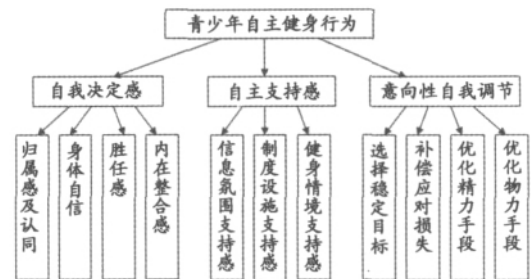 青少年自主健身行为
自我决定感
自主支持感
意向性自我调节
归属感及认同
身体自信
胜任感
内在整合感
信息氛围支持感
制度设施支持感
健身情境支持感
选择稳定目标
补偿应对损失
优化精力手段
优化物力手段